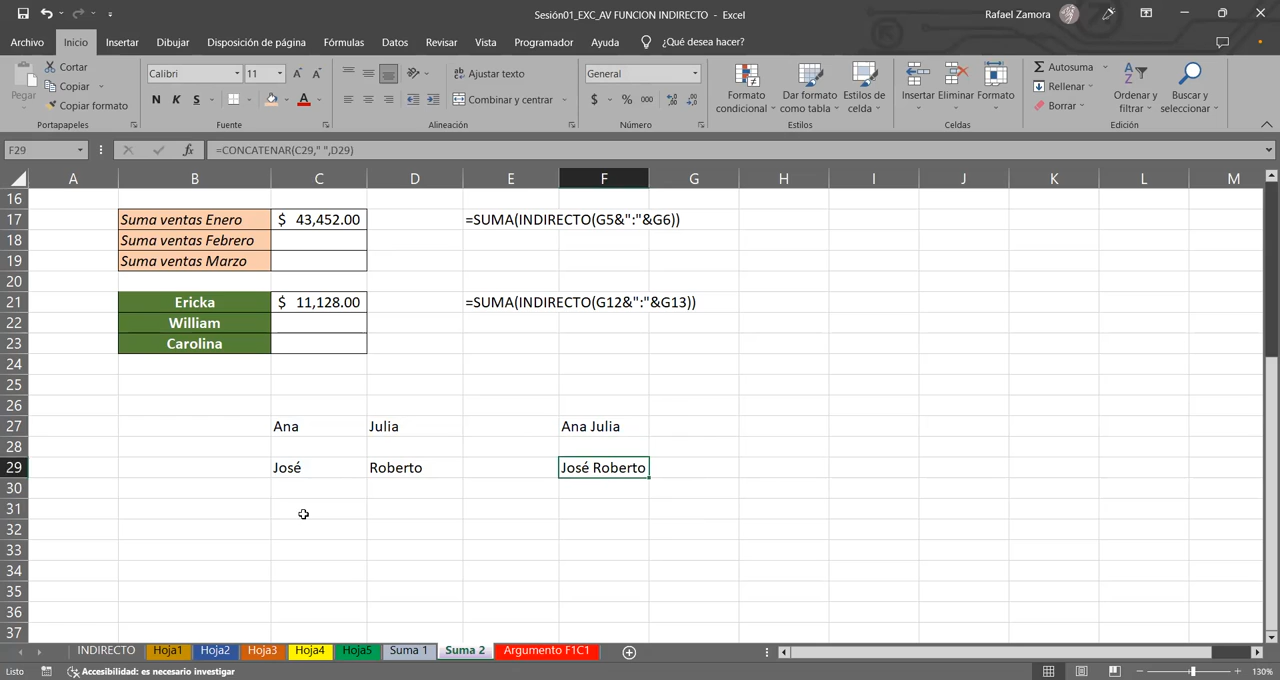 Sesión01_EXC_AV FUNCION INDIRECTO - Excel
Rafael Zamora
Archivo Inicio Insertar Dibujar Disposición de página Fórmulas Datos Revisar Vista Programador Ayuda ¿Qué desea hacer?
Pegar
Cortar
Copiar
Copiar formato
Portapapeles
Calibri 11
N K S
Fuente
Ajustar texto
Combinar y centrar
Alineación
General
$ % 000
Número
Formato condicional
Dar formato como tabla
Estilos de celda
Estilos
Insertar Eliminar Formato
Celdas
Autosuma
Rellenar
Borrar
Ordenar y filtrar
Buscar y seleccionar
Edición
F29 fx =CONCATENAR(C29," ",D29)
A B C D E F G H I J K L M
16
17 Suma ventas Enero $ 43,452.00 =SUMA(INDIRECTO(G5&":"&G6))
18 Suma ventas Febrero
19 Suma ventas Marzo
20
21 Ericka $ 11,128.00 =SUMA(INDIRECTO(G12&":"&G13))
22 William
23 Carolina
24
25
26
27 Ana Julia Ana Julia
28
29 José Roberto José Roberto
30
31
32
33
34
35
36
37
INDIRECTO Hoja1 Hoja2 Hoja3 Hoja4 Hoja5 Suma 1 Suma 2 Argumento F1C1
Listo Accesibilidad: es necesario investigar 130%